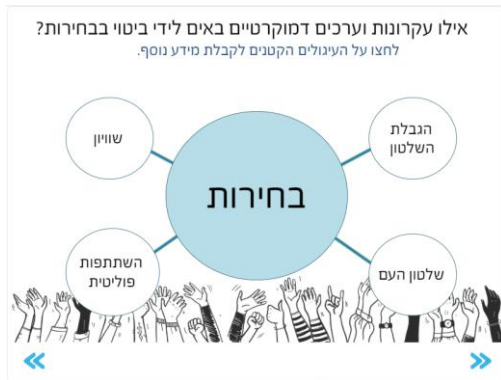 אילו עקרונות וערכים דמוקרטיים באים לידי ביטוי בבחירות?
לחצו על העיגולים הקטנים לקבלת מידע נוסף.
הגבלת
השלטון
שוויון
בחירות
שלטון העם
השתתפות
פוליטית